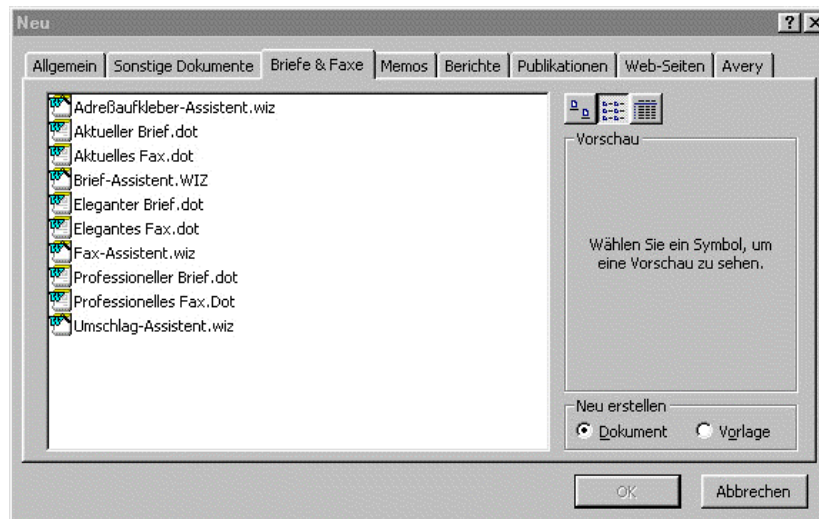 Neu
Allgemein Sonstige Dokumente Briefe & Faxe Memos Berichte Publikationen Web-Seiten Avery
Adreßaufkleber-Assistent.wiz
Aktueller Brief.dot
Aktuelles Fax.dot
Brief-Assistent.WIZ
Eleganter Brief.dot
Elegantes Fax.dot
Fax-Assistent.wiz
Professioneller Brief.dot
Professionelles Fax.Dot
Umschlag-Assistent.wiz
Vorschau
Wählen Sie ein Symbol, um
eine Vorschau zu sehen.
Neu erstellen
Dokument Vorlage
OK Abbrechen